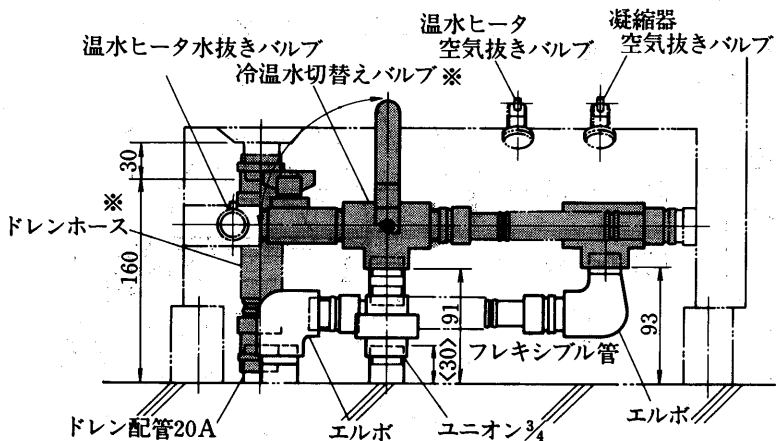 温水ヒータ
空気抜きバルブ
凝縮器
空気抜きバルブ
温水ヒータ水抜きバルブ
冷温水切替えバルブ※
30
※
ドレンホース
160
91
〈30〉
93
フレキシブル管
ドレン配管20A
エルボ
ユニオン3/4
エルボ